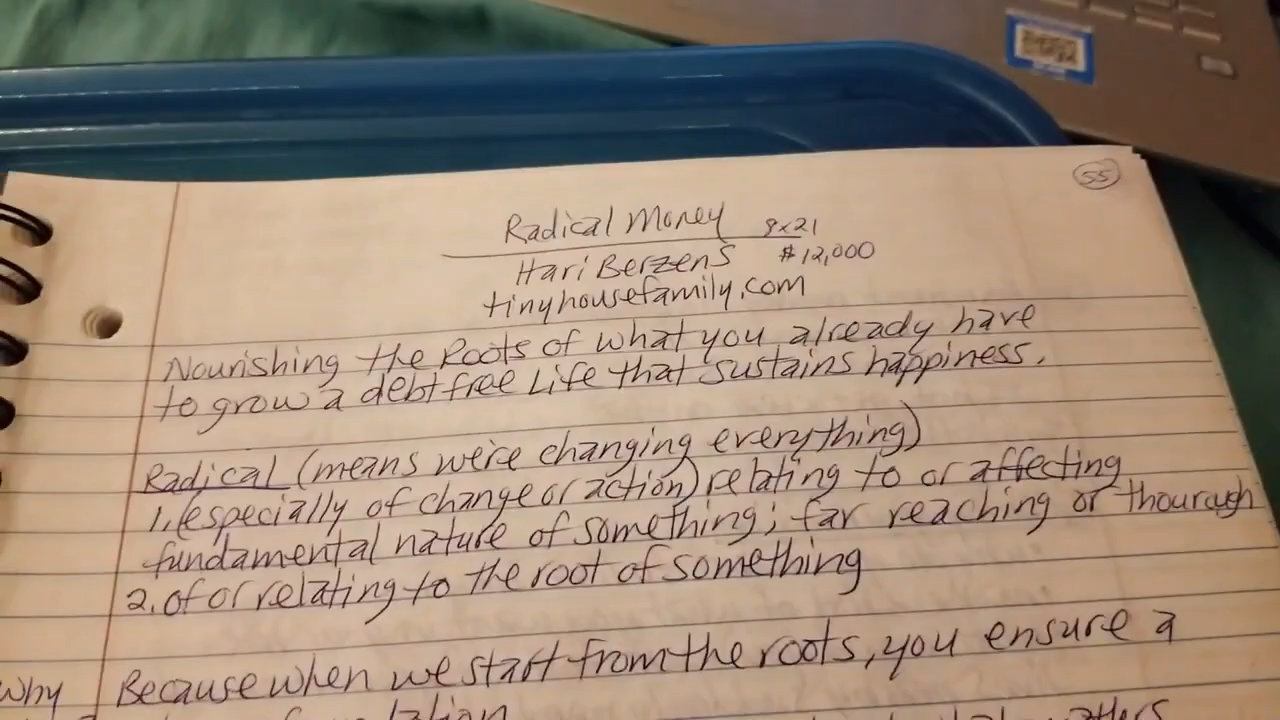 55
Radical Money 8x21
Hari Berzens $12,000
tinyhousefamily.com
Nourishing the Roots of what you already have
to grow a debt free Life that sustains happiness.
Radical (means we're changing everything)
1. (especially of change or action) relating to or affecting
fundamental nature of something; far reaching or thourough
2. of or relating to the root of something
Why Because when we start from the roots, you ensure a